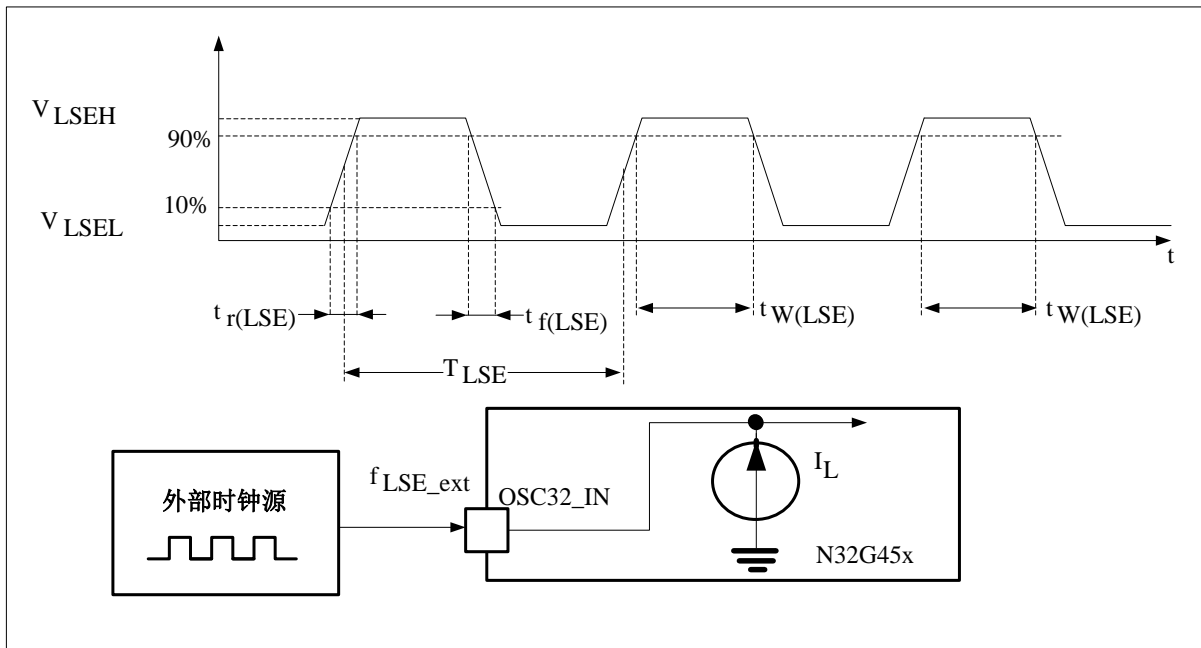 V LSEH
90%
10%
V LSEL
t
t r(LSE)
t f(LSE)
t W(LSE)
t W(LSE)
T LSE
外部时钟源
f LSE_ext
OSC32_IN
I L
N32G45x